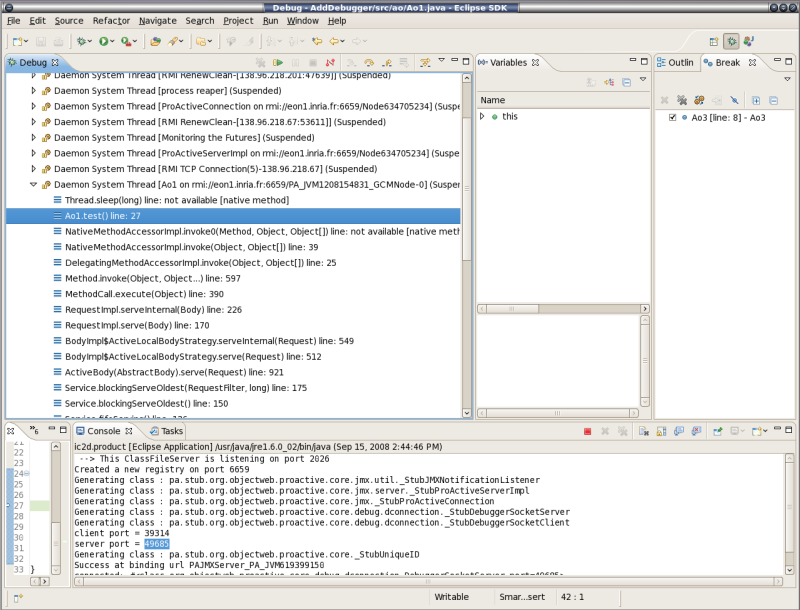 Debug - AddDebugger/src/ao/Ao1.java - Eclipse SDK
File Edit Source Refactor Navigate Search Project Run Window Help
Debug
Daemon System Thread [RMI RenewClean-[138.96.218.201:47639]] (Suspended)
Daemon System Thread [process reaper] (Suspended)
Daemon System Thread [ProActiveConnection on rmi://eon1.inria.fr:6659/Node634705234] (Suspe
Daemon System Thread [RMI RenewClean-[138.96.218.67:53611]] (Suspended)
Daemon System Thread [Monitoring the Futures] (Suspended)
Daemon System Thread [ProActiveServerImpl on rmi://eon1.inria.fr:6659/Node634705234] (Susp
Daemon System Thread [RMI TCP Connection(5)-138.96.218.67] (Suspended)
Daemon System Thread [Ao1 on rmi://eon1.inria.fr:6659/PA_JVM1208154831_GCMNode-0] (Susper
Thread.sleep(long) line: not available [native method]
Ao1.test() line: 27
NativeMethodAccessorImpl.invoke0(Method, Object, Object[]) line: not available [native meth
NativeMethodAccessorImpl.invoke(Object, Object[]) line: 39
DelegatingMethodAccessorImpl.invoke(Object, Object[]) line: 25
Method.invoke(Object, Object...) line: 597
MethodCall.execute(Object) line: 390
RequestImpl.serveInternal(Body) line: 226
RequestImpl.serve(Body) line: 170
BodyImpl$ActiveLocalBodyStrategy.serveInternal(Request) line: 549
BodyImpl$ActiveLocalBodyStrategy.serve(Request) line: 512
ActiveBody(AbstractBody).serve(Request) line: 921
Service.blockingServeOldest(RequestFilter, long) line: 175
Service.blockingServeOldest() line: 150
Service.fifoServing() line: 126
Variables
Name
this
Outlin
Break
Ao3 [line: 8] - Ao3
»6
21
22
23
24
25
26
27
28
29
30
31
32
33 }
Console
Tasks
ic2d.product [Eclipse Application] /usr/java/jre1.6.0_02/bin/java (Sep 15, 2008 2:44:46 PM)
--> This ClassFileServer is listening on port 2026
Created a new registry on port 6659
Generating class : pa.stub.org.objectweb.proactive.core.jmx.util._StubJMXNotificationListener
Generating class : pa.stub.org.objectweb.proactive.core.jmx.server._StubProActiveServerImpl
Generating class : pa.stub.org.objectweb.proactive.core.jmx._StubProActiveConnection
Generating class : pa.stub.org.objectweb.proactive.core.debug.dconnection._StubDebuggerSocketServer
Generating class : pa.stub.org.objectweb.proactive.core.debug.dconnection._StubDebuggerSocketClient
client port = 39314
server port = 49685
Generating class : pa.stub.org.objectweb.proactive.core._StubUniqueID
Success at binding url PAJMXServer_PA_JVM619399150
Writable
Smar...sert
42 : 1